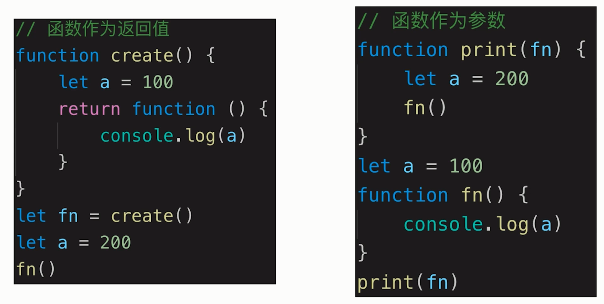 // 函数作为返回值
function create() {
    let a = 100
    return function () {
        console.log(a)
    }
}
let fn = create()
let a = 200
fn()
// 函数作为参数
function print(fn) {
    let a = 200
    fn()
}
let a = 100
function fn() {
    console.log(a)
}
print(fn)